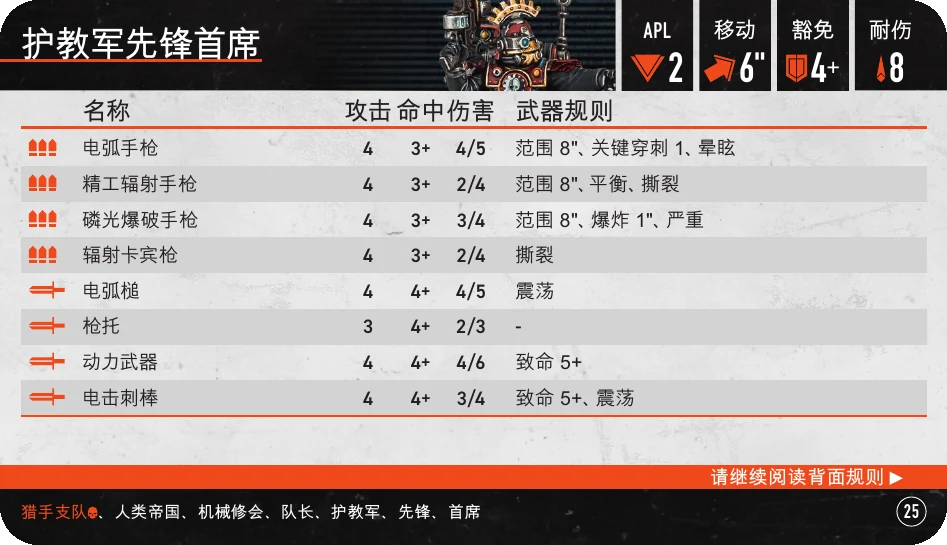 护教军先锋首席
APL 移动 豁免 耐伤
2 6" 4+ 8
名称 攻击 命中 伤害 武器规则
电弧手枪 4 3+ 4/5 范围 8"、关键穿刺 1、晕眩
精工辐射手枪 4 3+ 2/4 范围 8"、平衡、撕裂
磷光爆破手枪 4 3+ 3/4 范围 8"、爆炸 1"、严重
辐射卡宾枪 4 3+ 2/4 撕裂
电弧槌 4 4+ 4/5 震荡
枪托 3 4+ 2/3 -
动力武器 4 4+ 4/6 致命 5+
电击刺棒 4 4+ 3/4 致命 5+、震荡
请继续阅读背面规则 ▶
猎手支队、人类帝国、机械修会、队长、护教军、先锋、首席
25